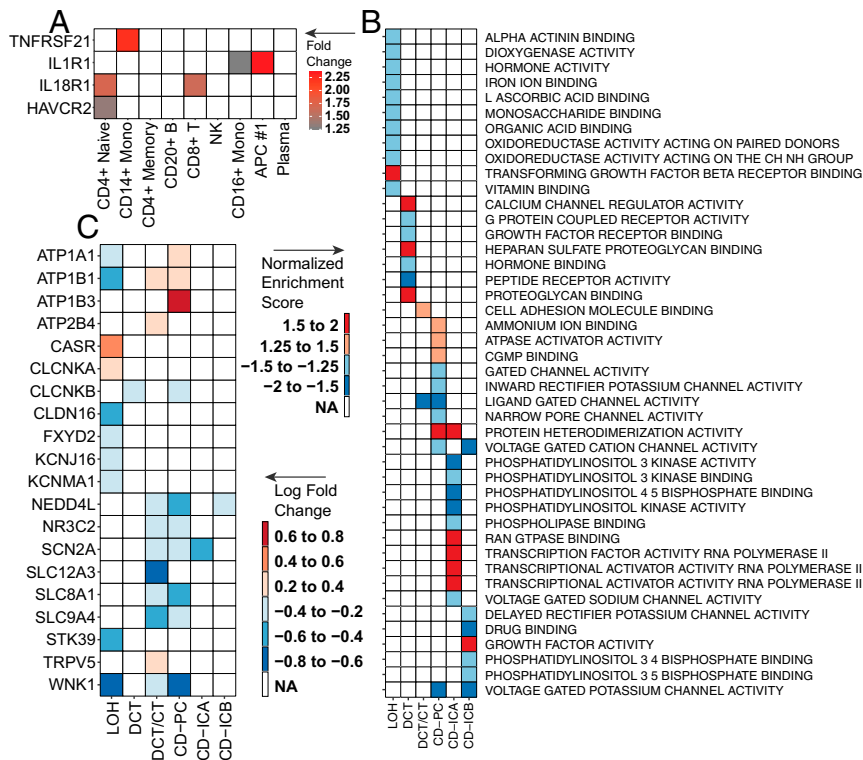 A
TNFRSF21
IL1R1
IL18R1
HAVCR2
CD4+ Naive
CD14+ Mono
CD4+ Memory
CD20+ B
CD8+ T
NK
CD16+ Mono
APC #1
Plasma
Fold
Change
2.25
2.00
1.75
1.50
1.25
B
ALPHA ACTININ BINDING
DIOXYGENASE ACTIVITY
HORMONE ACTIVITY
IRON ION BINDING
L ASCORBIC ACID BINDING
MONOSACCHARIDE BINDING
ORGANIC ACID BINDING
OXIDOREDUCTASE ACTIVITY ACTING ON PAIRED DONORS
OXIDOREDUCTASE ACTIVITY ACTING ON THE CH NH GROUP
TRANSFORMING GROWTH FACTOR BETA RECEPTOR BINDING
VITAMIN BINDING
CALCIUM CHANNEL REGULATOR ACTIVITY
G PROTEIN COUPLED RECEPTOR ACTIVITY
GROWTH FACTOR RECEPTOR BINDING
HEPARAN SULFATE PROTEOGLYCAN BINDING
HORMONE BINDING
PEPTIDE RECEPTOR ACTIVITY
PROTEOGLYCAN BINDING
CELL ADHESION MOLECULE BINDING
AMMONIUM ION BINDING
ATPASE ACTIVATOR ACTIVITY
CGMP BINDING
GATED CHANNEL ACTIVITY
INWARD RECTIFIER POTASSIUM CHANNEL ACTIVITY
LIGAND GATED CHANNEL ACTIVITY
NARROW PORE CHANNEL ACTIVITY
PROTEIN HETERODIMERIZATION ACTIVITY
VOLTAGE GATED CATION CHANNEL ACTIVITY
PHOSPHATIDYLINOSITOL 3 KINASE ACTIVITY
PHOSPHATIDYLINOSITOL 3 KINASE BINDING
PHOSPHATIDYLINOSITOL 4 5 BISPHOSPHATE BINDING
PHOSPHATIDYLINOSITOL KINASE ACTIVITY
PHOSPHOLIPASE BINDING
RAN GTPASE BINDING
TRANSCRIPTION FACTOR ACTIVITY RNA POLYMERASE II
TRANSCRIPTIONAL ACTIVATOR ACTIVITY RNA POLYMERASE II
TRANSCRIPTIONAL ACTIVATOR ACTIVITY RNA POLYMERASE II
VOLTAGE GATED SODIUM CHANNEL ACTIVITY
DELAYED RECTIFIER POTASSIUM CHANNEL ACTIVITY
DRUG BINDING
GROWTH FACTOR ACTIVITY
PHOSPHATIDYLINOSITOL 3 4 BISPHOSPHATE BINDING
PHOSPHATIDYLINOSITOL 3 5 BISPHOSPHATE BINDING
VOLTAGE GATED POTASSIUM CHANNEL ACTIVITY
LOH
DCT
DCT/CT
CD−PC
CD−ICA
CD−ICB
Normalized
Enrichment
Score
1.5 to 2
1.25 to 1.5
−1.5 to −1.25
−2 to −1.5
NA
C
ATP1A1
ATP1B1
ATP1B3
ATP2B4
CASR
CLCNKA
CLCNKB
CLDN16
FXYD2
KCNJ16
KCNMA1
NEDD4L
NR3C2
SCN2A
SLC12A3
SLC8A1
SLC9A4
STK39
TRPV5
WNK1
LOH
DCT
DCT/CT
CD−PC
CD−ICA
CD−ICB
Log Fold
Change
0.6 to 0.8
0.4 to 0.6
0.2 to 0.4
−0.4 to −0.2
−0.6 to −0.4
−0.8 to −0.6
NA